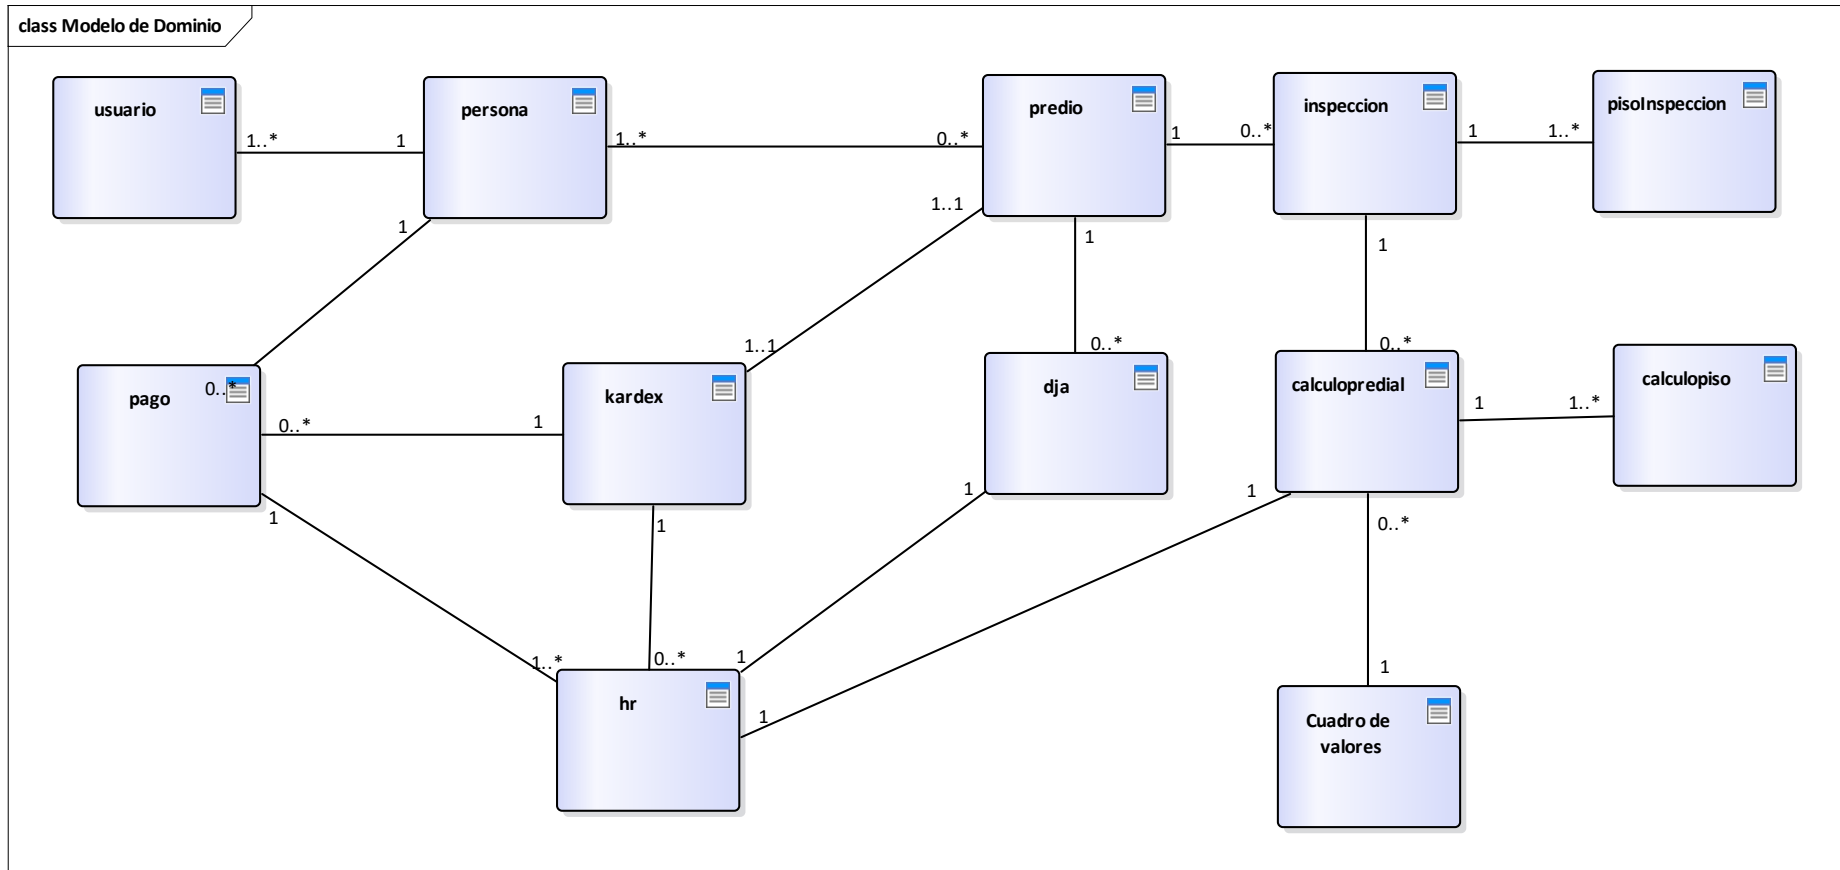 class Modelo de Dominio
usuario
persona
predio
inspeccion
pisoInspeccion
1..*
1
1..*
0..*
1
0..*
1
1..*
1
1..1
1
1
1..1
0..*
0..*
pago
0..*
kardex
dja
calculopredial
calculopiso
0..*
1
1
1..*
1
1
1
1
0..*
1..*
0..*
1
1
1
hr
Cuadro de
valores